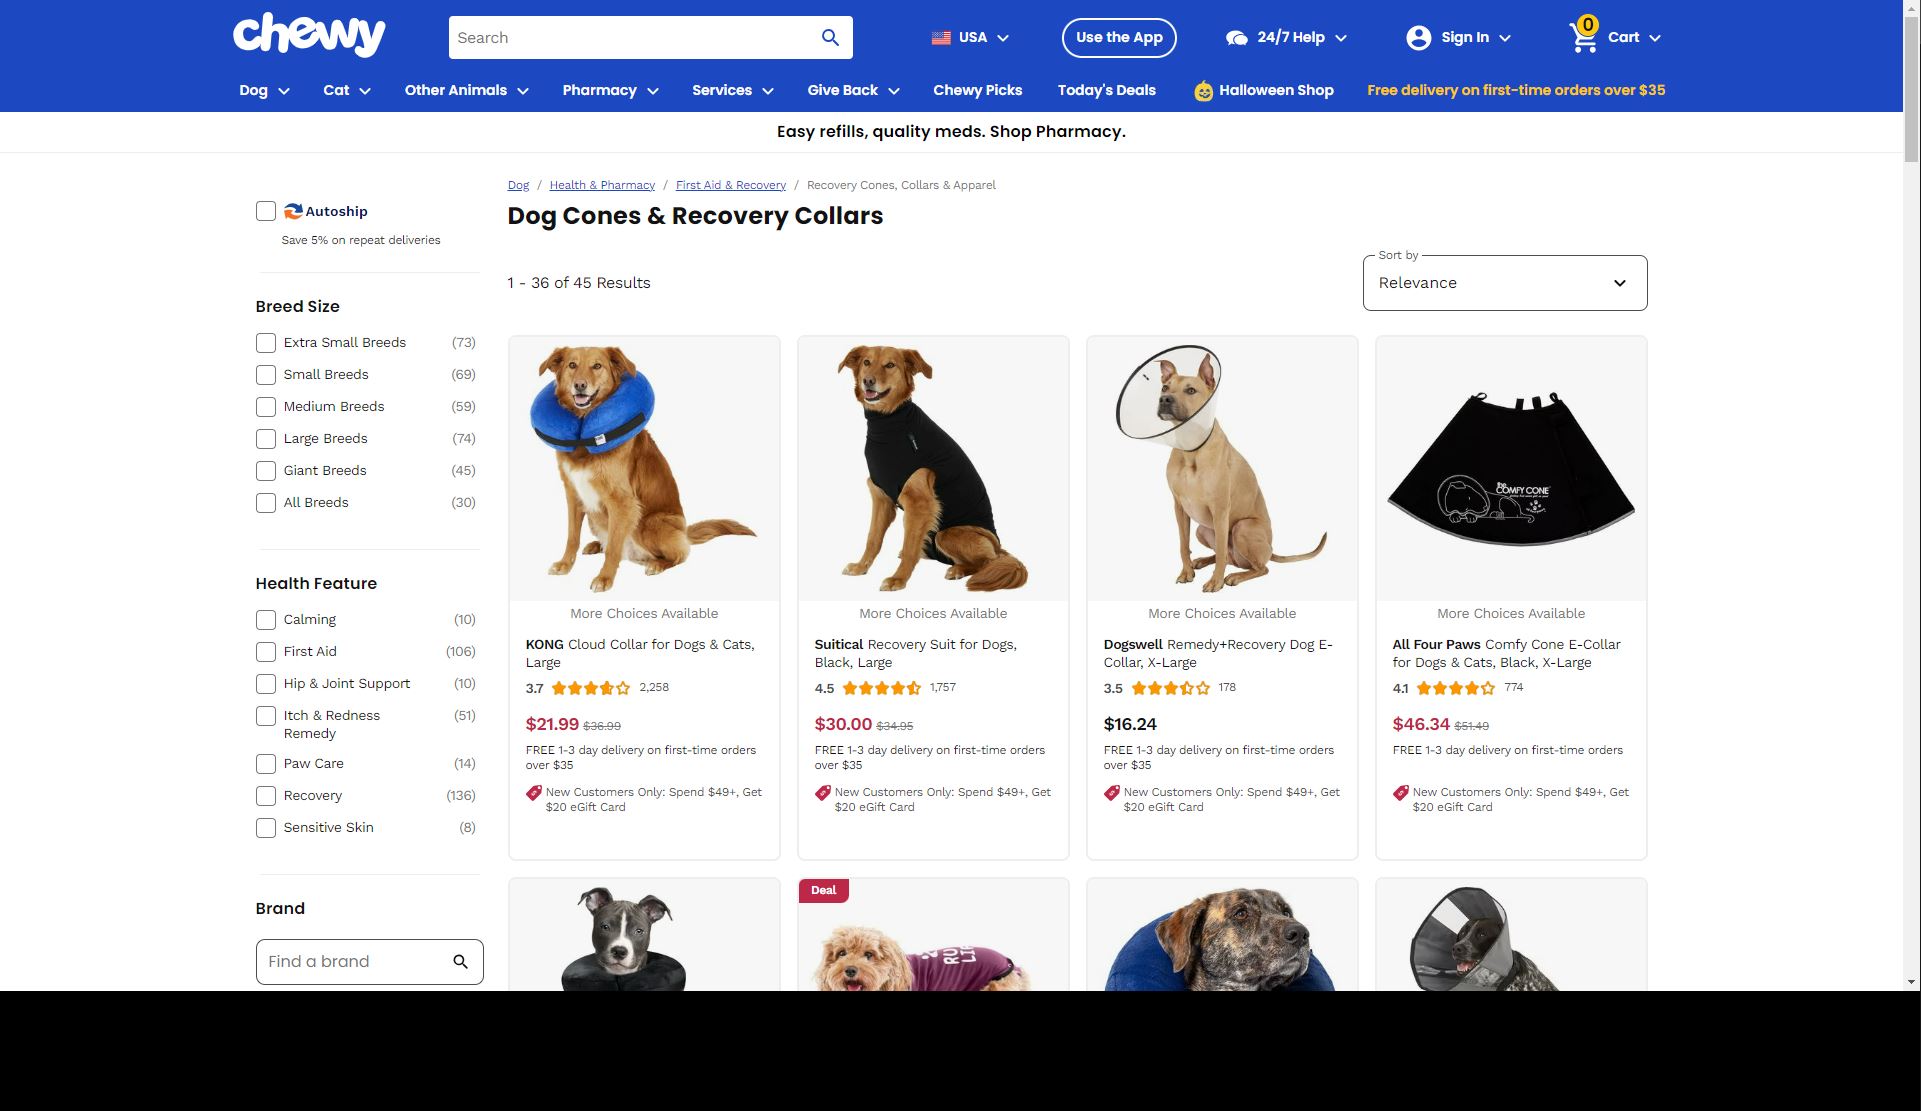 chewy
Search
USA
Use the App
24/7 Help
Sign In
0
Cart
Dog
Cat
Other Animals
Pharmacy
Services
Give Back
Chewy Picks
Today's Deals
Halloween Shop
Free delivery on first-time orders over $35
Easy refills, quality meds. Shop Pharmacy.
Dog / Health & Pharmacy / First Aid & Recovery / Recovery Cones, Collars & Apparel
Dog Cones & Recovery Collars
1 - 36 of 45 Results
Sort by
Relevance
Autoship
Save 5% on repeat deliveries
Breed Size
Extra Small Breeds (73)
Small Breeds (69)
Medium Breeds (59)
Large Breeds (74)
Giant Breeds (45)
All Breeds (30)
Health Feature
Calming (10)
First Aid (106)
Hip & Joint Support (10)
Itch & Redness (51)
Remedy
Paw Care (14)
Recovery (136)
Sensitive Skin (8)
Brand
Find a brand
More Choices Available
KONG Cloud Collar for Dogs & Cats,
Large
3.7 2,258
$21.99 $36.99
FREE 1-3 day delivery on first-time orders
over $35
New Customers Only: Spend $49+, Get
$20 eGift Card
More Choices Available
Suitical Recovery Suit for Dogs,
Black, Large
4.5 1,757
$30.00 $34.95
FREE 1-3 day delivery on first-time orders
over $35
New Customers Only: Spend $49+, Get
$20 eGift Card
More Choices Available
Dogswell Remedy+Recovery Dog E-
Collar, X-Large
3.5 178
$16.24
FREE 1-3 day delivery on first-time orders
over $35
New Customers Only: Spend $49+, Get
$20 eGift Card
the COMFY CONE
More Choices Available
All Four Paws Comfy Cone E-Collar
for Dogs & Cats, Black, X-Large
4.1 774
$46.34 $51.49
FREE 1-3 day delivery on first-time orders
New Customers Only: Spend $49+, Get
$20 eGift Card
Deal